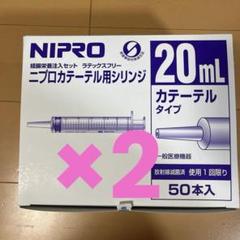 NIPRO
経腸栄養注入セット ラテックスフリー
ニプロカテーテル用シリンジ
20mL
カテーテル
タイプ
×2
一般医療機器
放射線滅菌済 使用1回限り
50本入